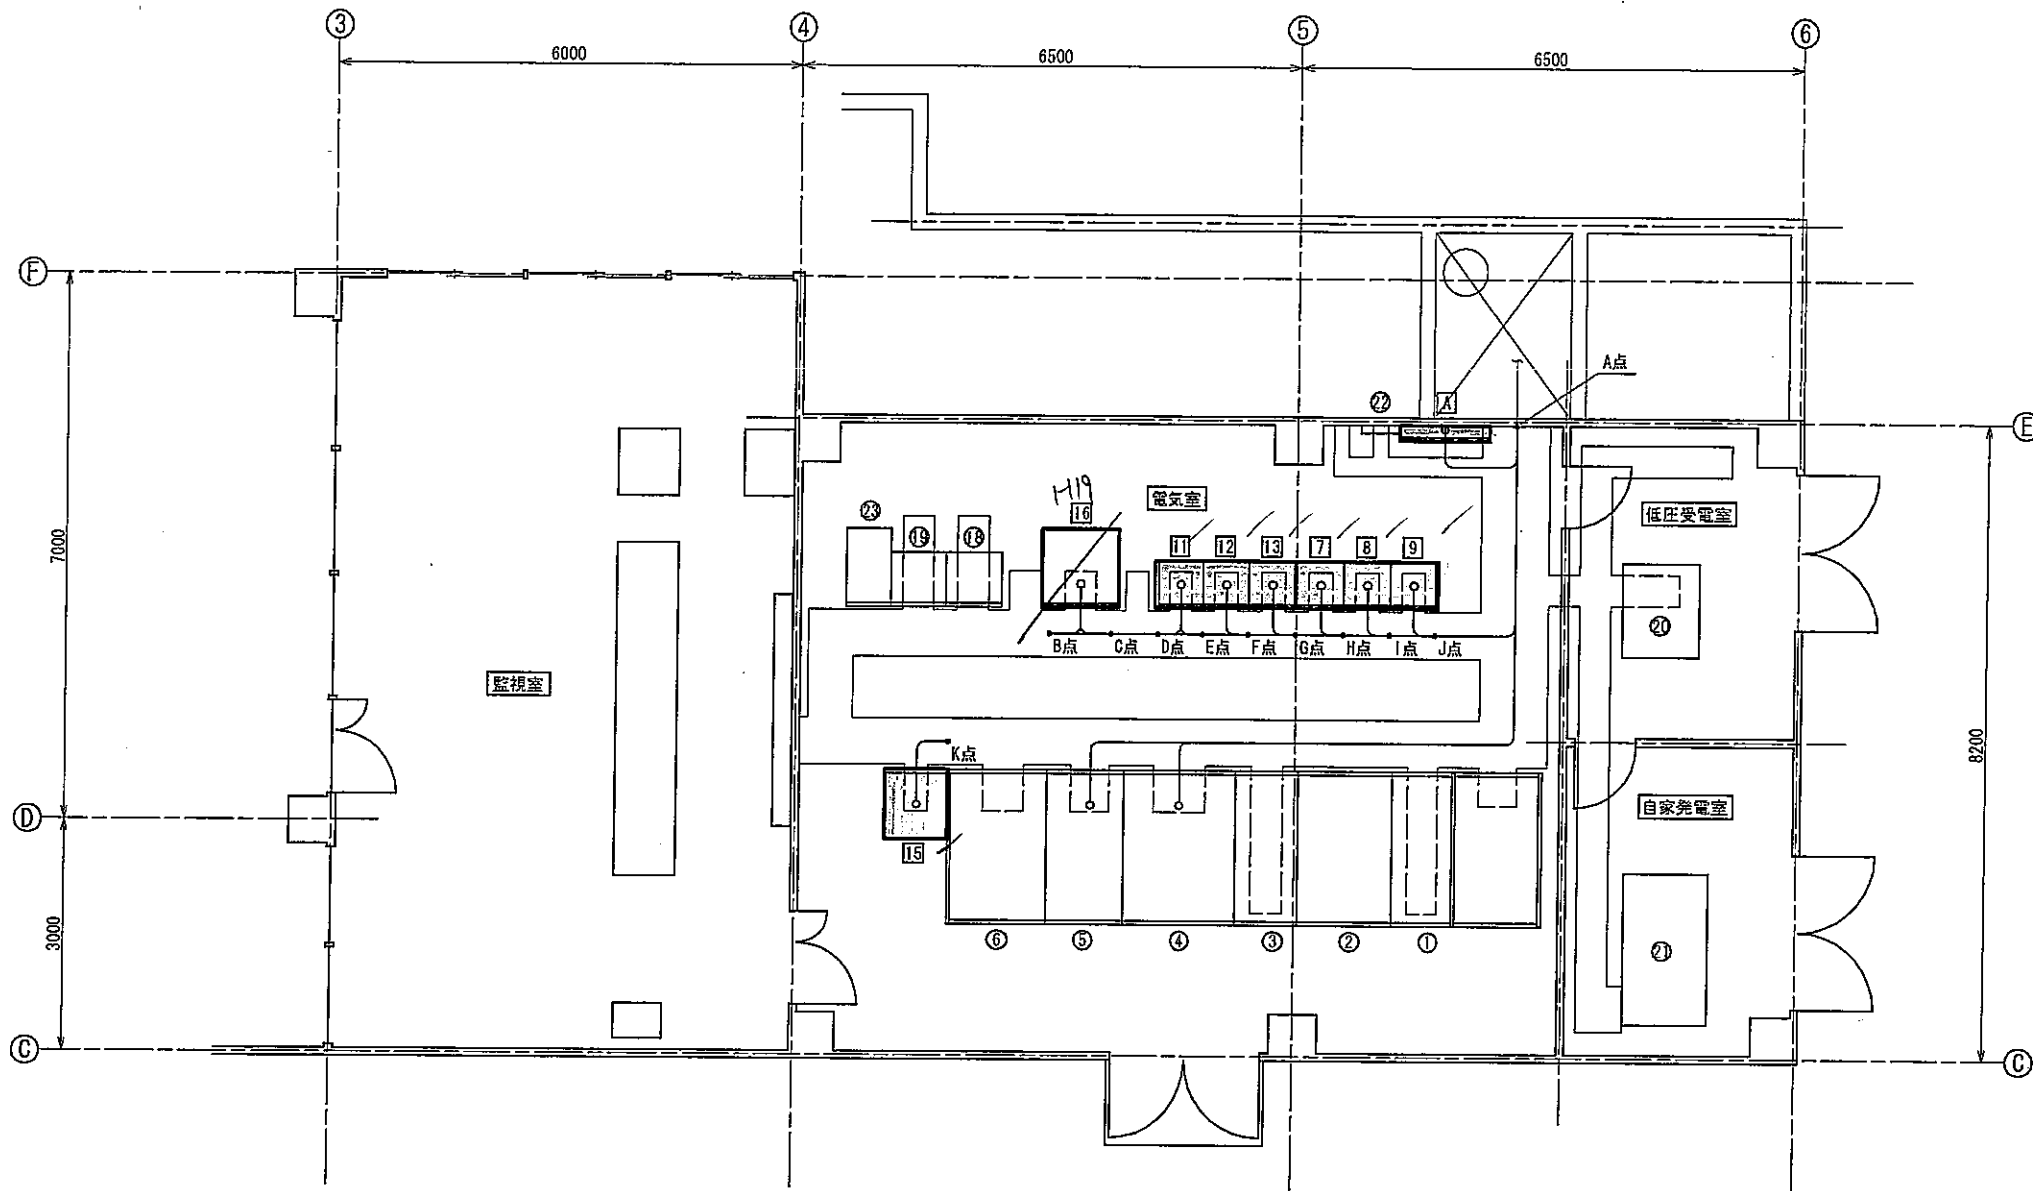 ③ ④ ⑤ ⑥
6000 6500 6500
A点
Ⓕ
㉒ A
Ⓔ
H19
16 電気室
㉓ ⑲ ⑱
11 12 13 7 8 9
低圧受電室
7000
⑳
B点 C点 D点 E点 F点 G点 H点 I点 J点
監視室
K点
8200
Ⓓ
自家発電室
15
3000
⑥ ⑤ ④ ③ ② ①
㉑
Ⓒ Ⓒ